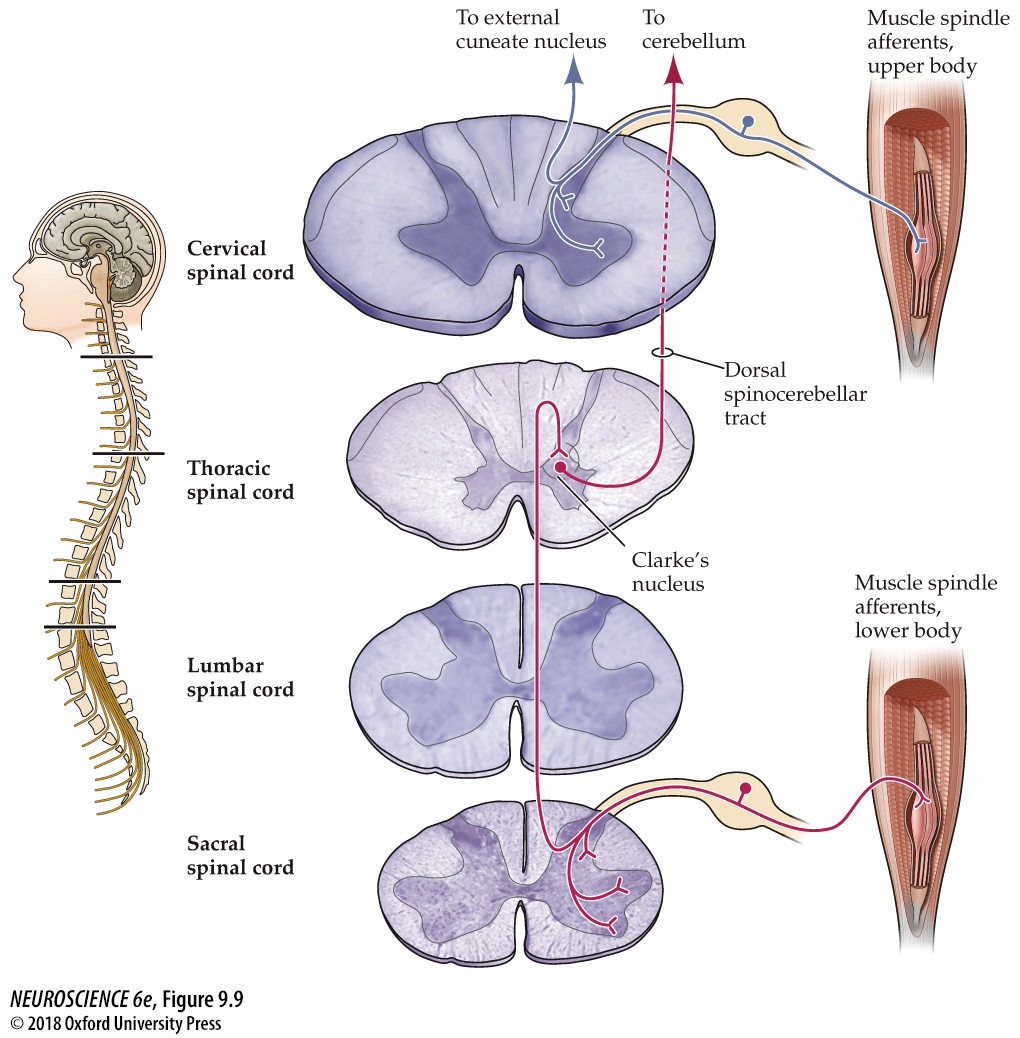 To external
cuneate nucleus
To
cerebellum
Muscle spindle
afferents,
upper body
Cervical
spinal cord
Dorsal
spinocerebellar
tract
Thoracic
spinal cord
Clarke’s
nucleus
Muscle spindle
afferents,
lower body
Lumbar
spinal cord
Sacral
spinal cord
NEUROSCIENCE 6e, Figure 9.9
© 2018 Oxford University Press